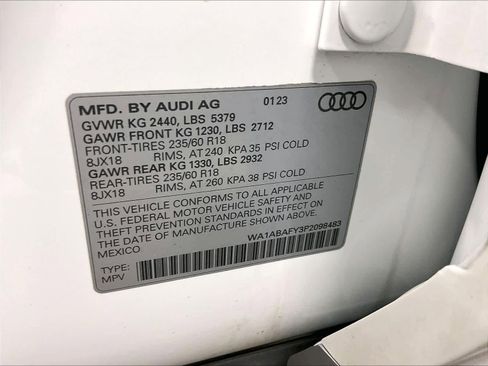 MFD. BY AUDI AG 0123
GVWR KG 2440, LBS 5379
GAWR FRONT KG 1230, LBS 2712
FRONT-TIRES 235/60 R18
8JX18 RIMS, AT 240 KPA 35 PSI COLD
GAWR REAR KG 1330, LBS 2932
REAR-TIRES 235/60 R18
8JX18 RIMS, AT 260 KPA 38 PSI COLD
THIS VEHICLE CONFORMS TO ALL APPLICABLE
U.S. FEDERAL MOTOR VEHICLE SAFETY AND
THEFT PREVENTION STANDARDS IN EFFECT ON
THE DATE OF MANUFACTURE SHOWN ABOVE.
MEXICO
WA1ABAFY3P2098483
TYPE:
MPV